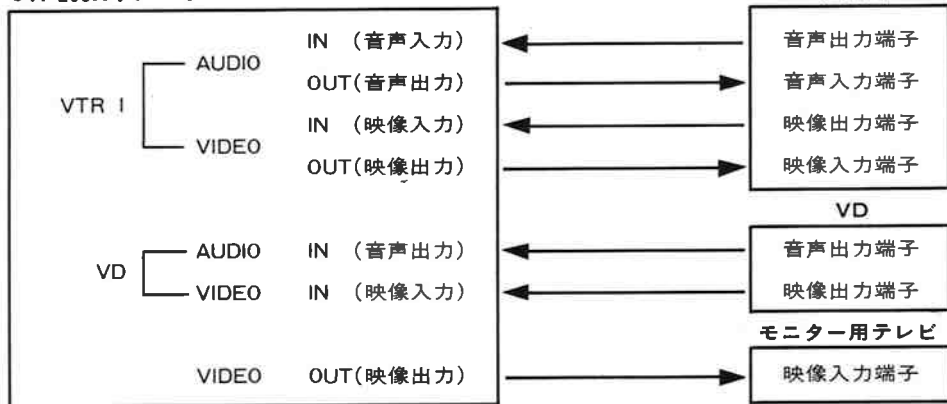 IN (音声入力) 音声出力端子
AUDIO
OUT(音声出力) 音声入力端子
VTR I
IN (映像入力) 映像出力端子
VIDEO
OUT(映像出力) 映像入力端子
VD
AUDIO IN (音声出力) 音声出力端子
VD
VIDEO IN (映像入力) 映像出力端子
モニター用テレビ
VIDEO OUT(映像出力) 映像入力端子